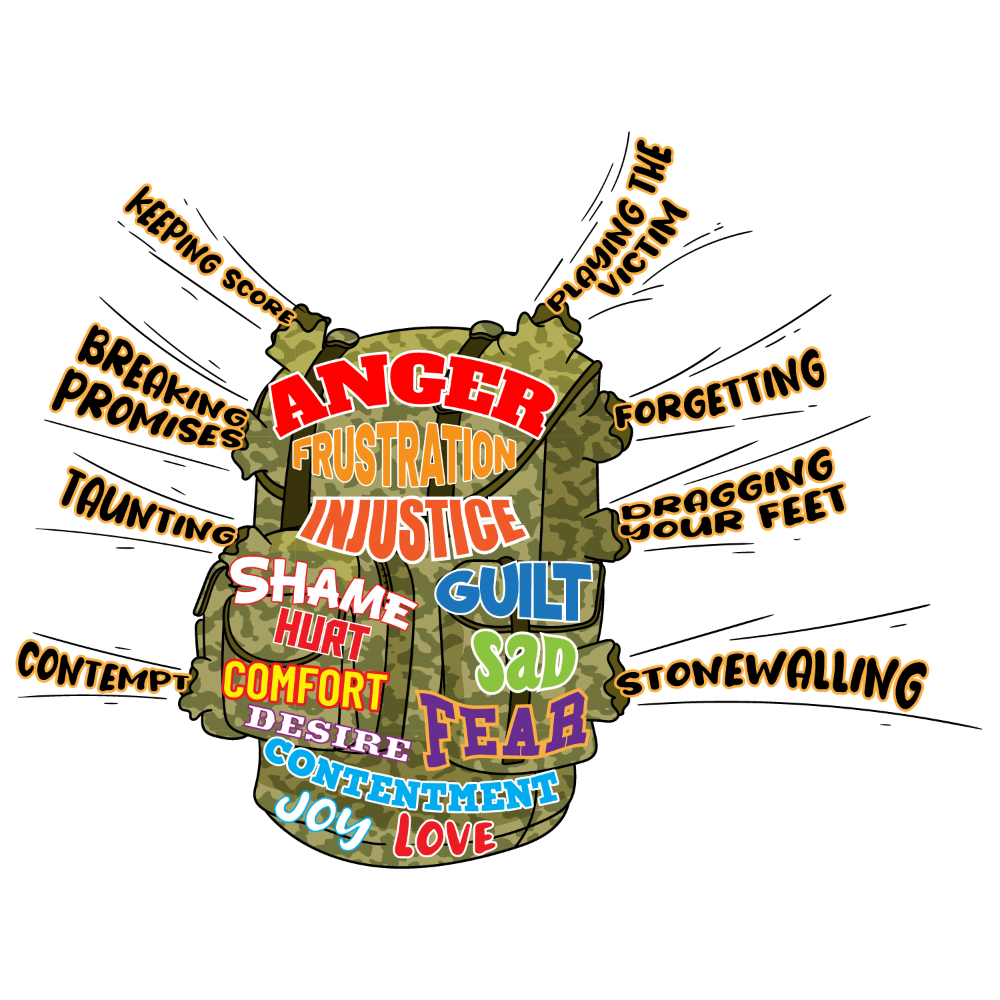 KEEPING SCORE
BREAKING
PROMISES
TAUNTING
CONTEMPT
PLAYING THE
VICTIM
FORGETTING
DRAGGING
YOUR FEET
STONEWALLING
ANGER
FRUSTRATION
INJUSTICE
SHAME
HURT
COMFORT
DESIRE
GUILT
SAD
FEAR
CONTENTMENT
JOY
LOVE